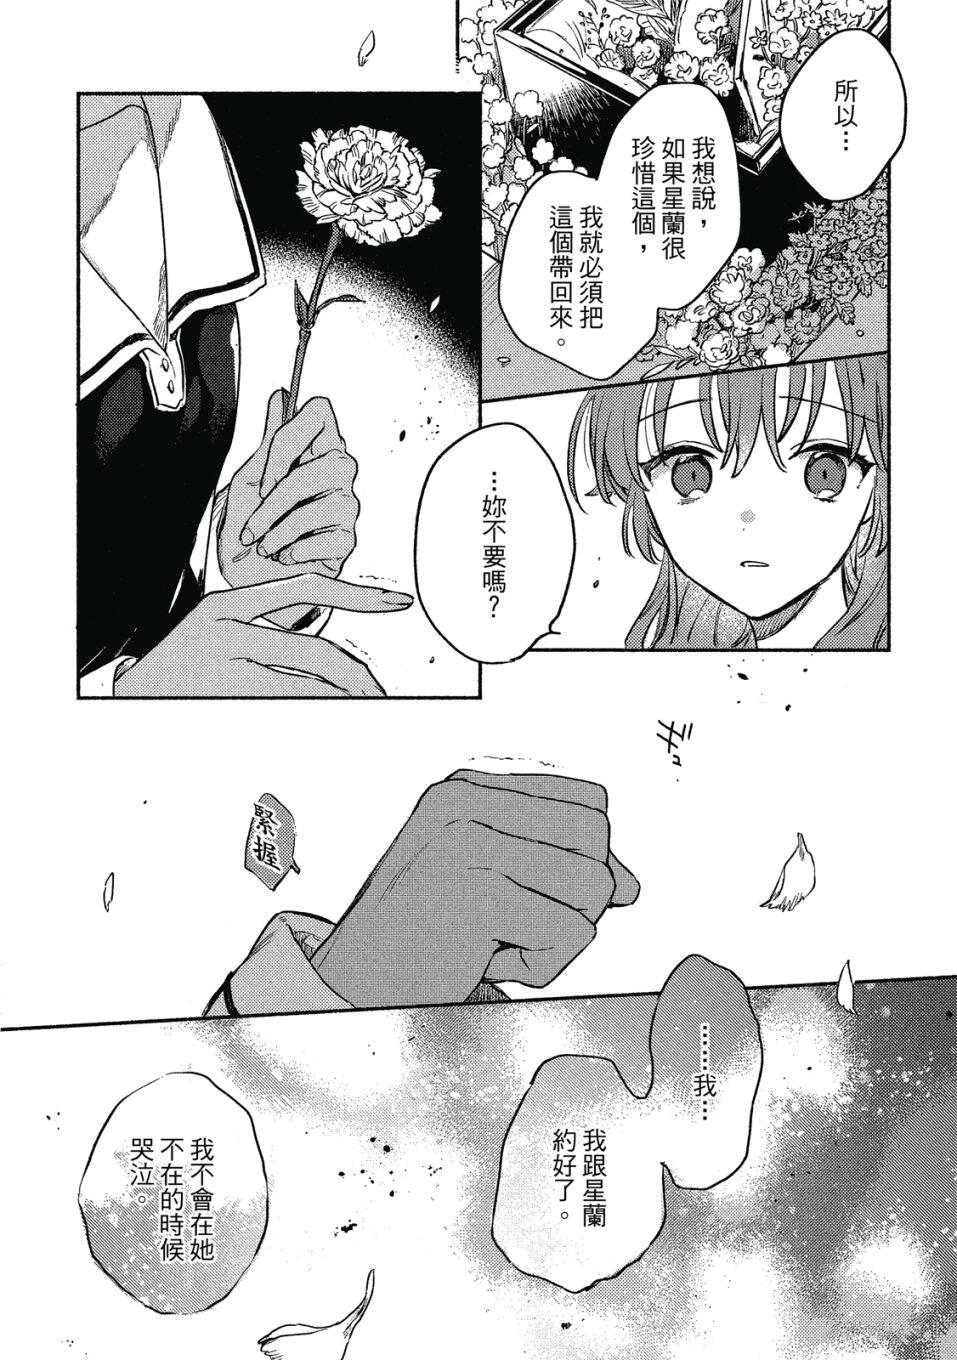 所以…
我想說，
如果星蘭很
珍惜這個，
我就必須把
這個帶回來。
…妳不要嗎？
ギッ
緊握
……我…
我跟星蘭
約好了。
我不會在她
不在的時候
哭泣。